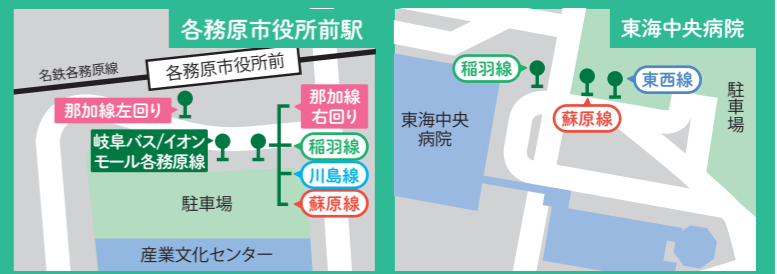 各務原市役所前駅
名鉄各務原線
各務原市役所前
那加線左回り
那加線
右回り
岐阜バス/イオン
モール各務原線
稲羽線
川島線
蘇原線
駐車場
産業文化センター
東海中央病院
稲羽線
東西線
蘇原線
東海中央
病院
駐車場